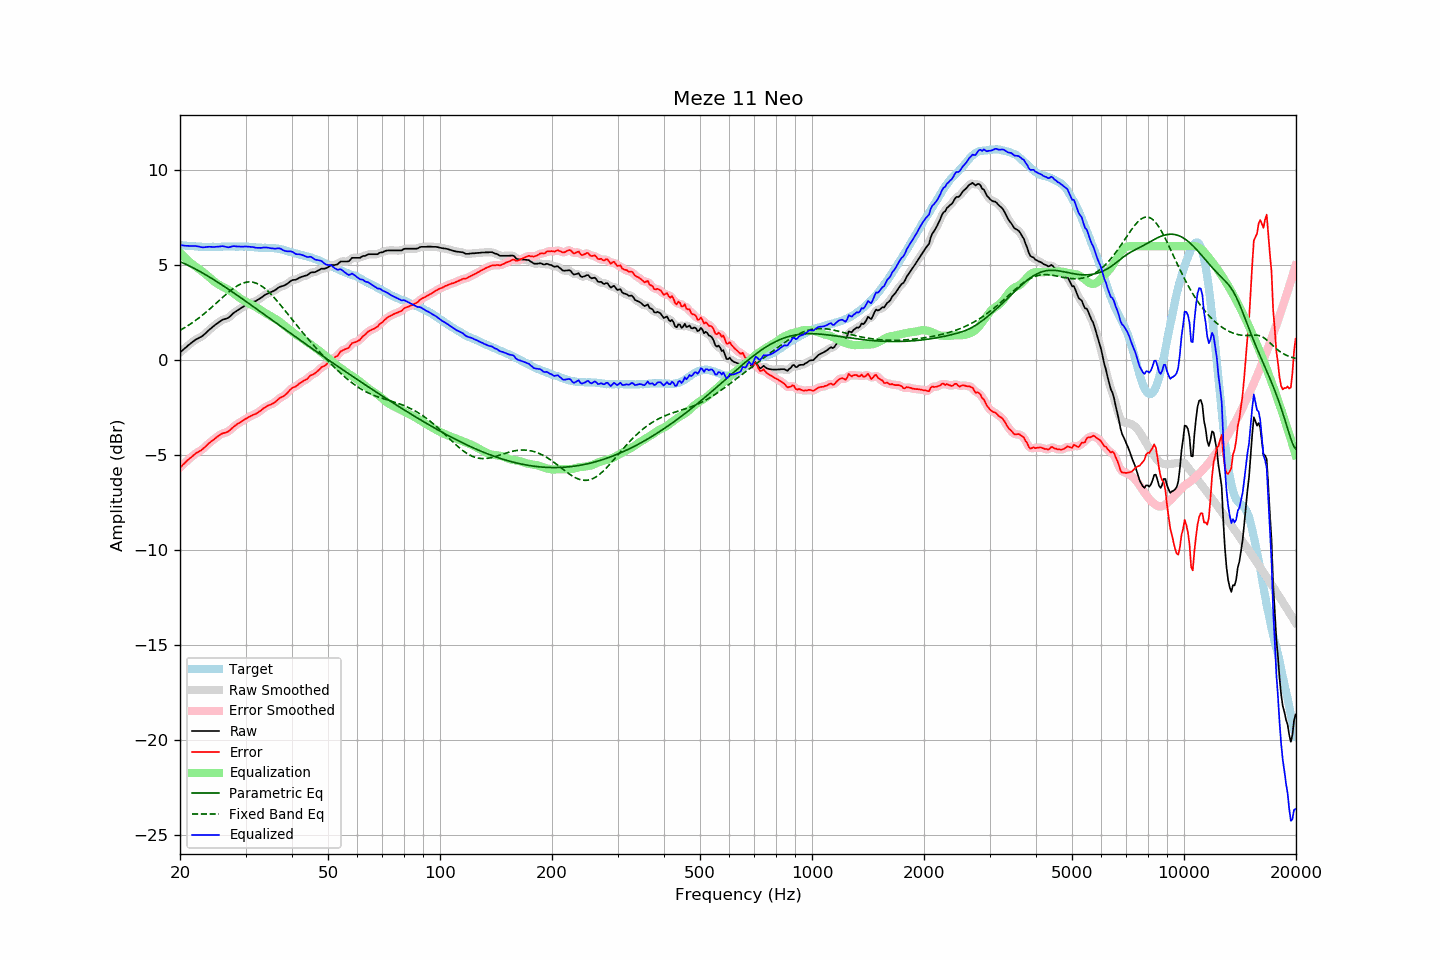 Meze 11 Neo
Amplitude (dBr)
10
5
0
−5
−10
−15
−20
−25
Target
Raw Smoothed
Error Smoothed
Raw
Error
Equalization
Parametric Eq
Fixed Band Eq
Equalized
20 50 100 200 500 1000 2000 5000 10000 20000
Frequency (Hz)